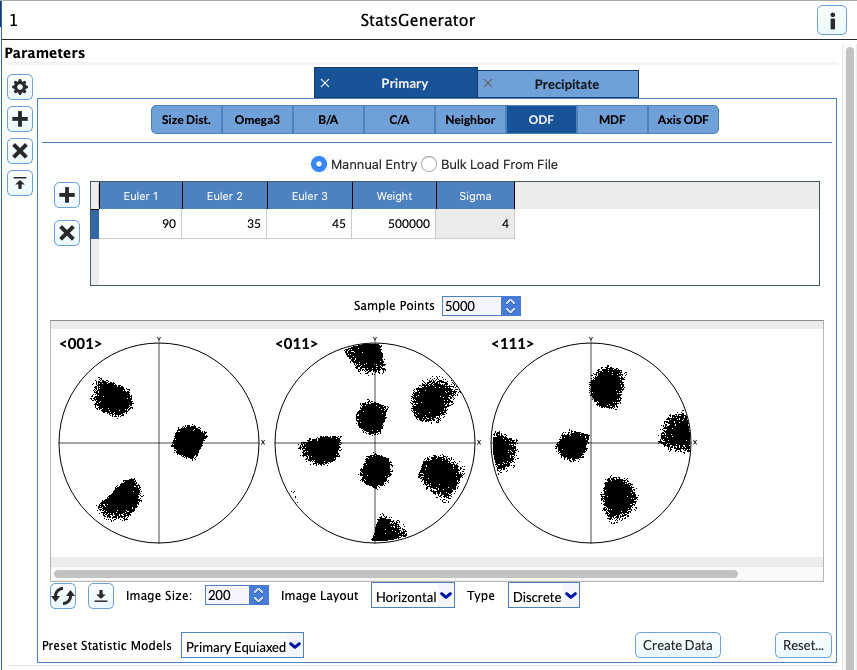 1 StatsGenerator
Parameters
Primary Precipitate
Size Dist. Omega3 B/A C/A Neighbor ODF MDF Axis ODF
Mannual Entry Bulk Load From File
Euler 1 Euler 2 Euler 3 Weight Sigma
90 35 45 500000 4
Sample Points 5000
<001> Y X <011> Y X <111> Y X
Image Size: 200 Image Layout Horizontal Type Discrete
Preset Statistic Models Primary Equiaxed Create Data Reset...